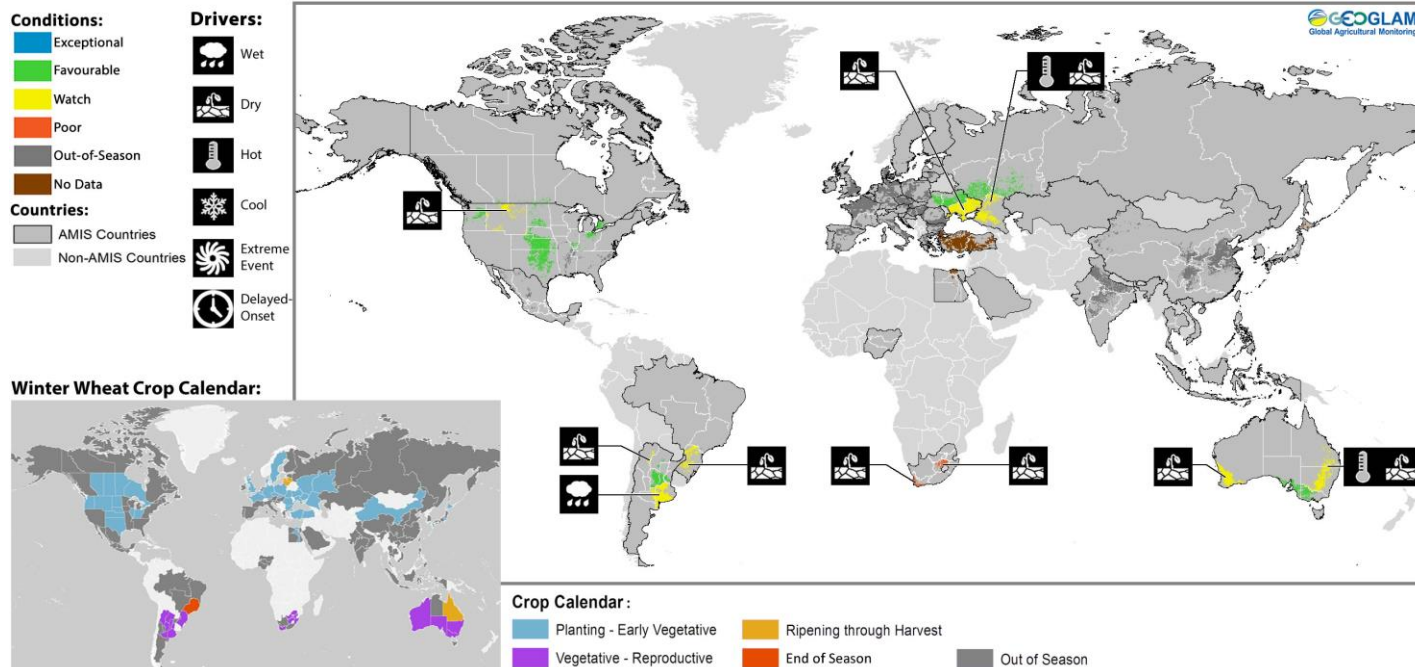 Conditions:
Exceptional
Favourable
Watch
Poor
Out-of-Season
No Data
Countries:
AMIS Countries
Non-AMIS Countries
Drivers:
Wet
Dry
Hot
Cool
Extreme
Event
Delayed-
Onset
GEOGLAM
Global Agricultural Monitoring
Winter Wheat Crop Calendar:
Crop Calendar :
Planting - Early Vegetative
Ripening through Harvest
Vegetative - Reproductive
End of Season
Out of Season